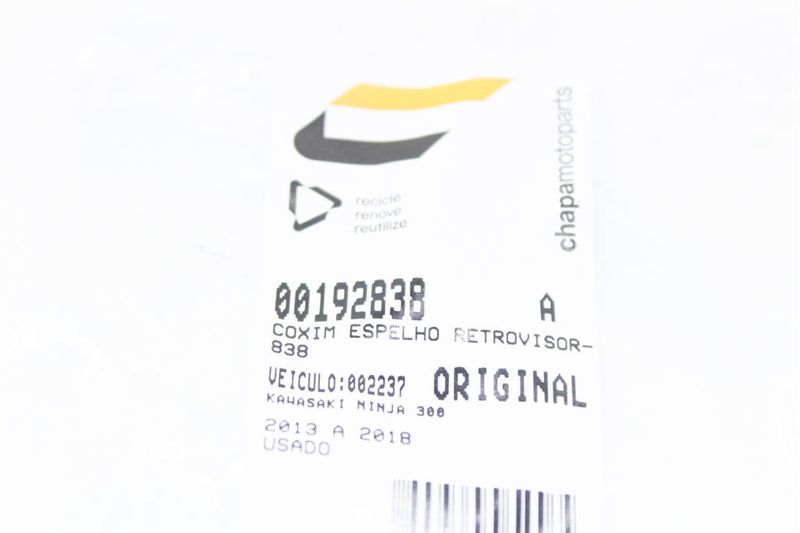 recicle
renove
reutilize
chapamotoparts
00192838 A
COXIM ESPELHO RETROVISOR-
838
VEICULO:002237 ORIGINAL
KAWASAKI NINJA 300
2013 A 2018
USADO